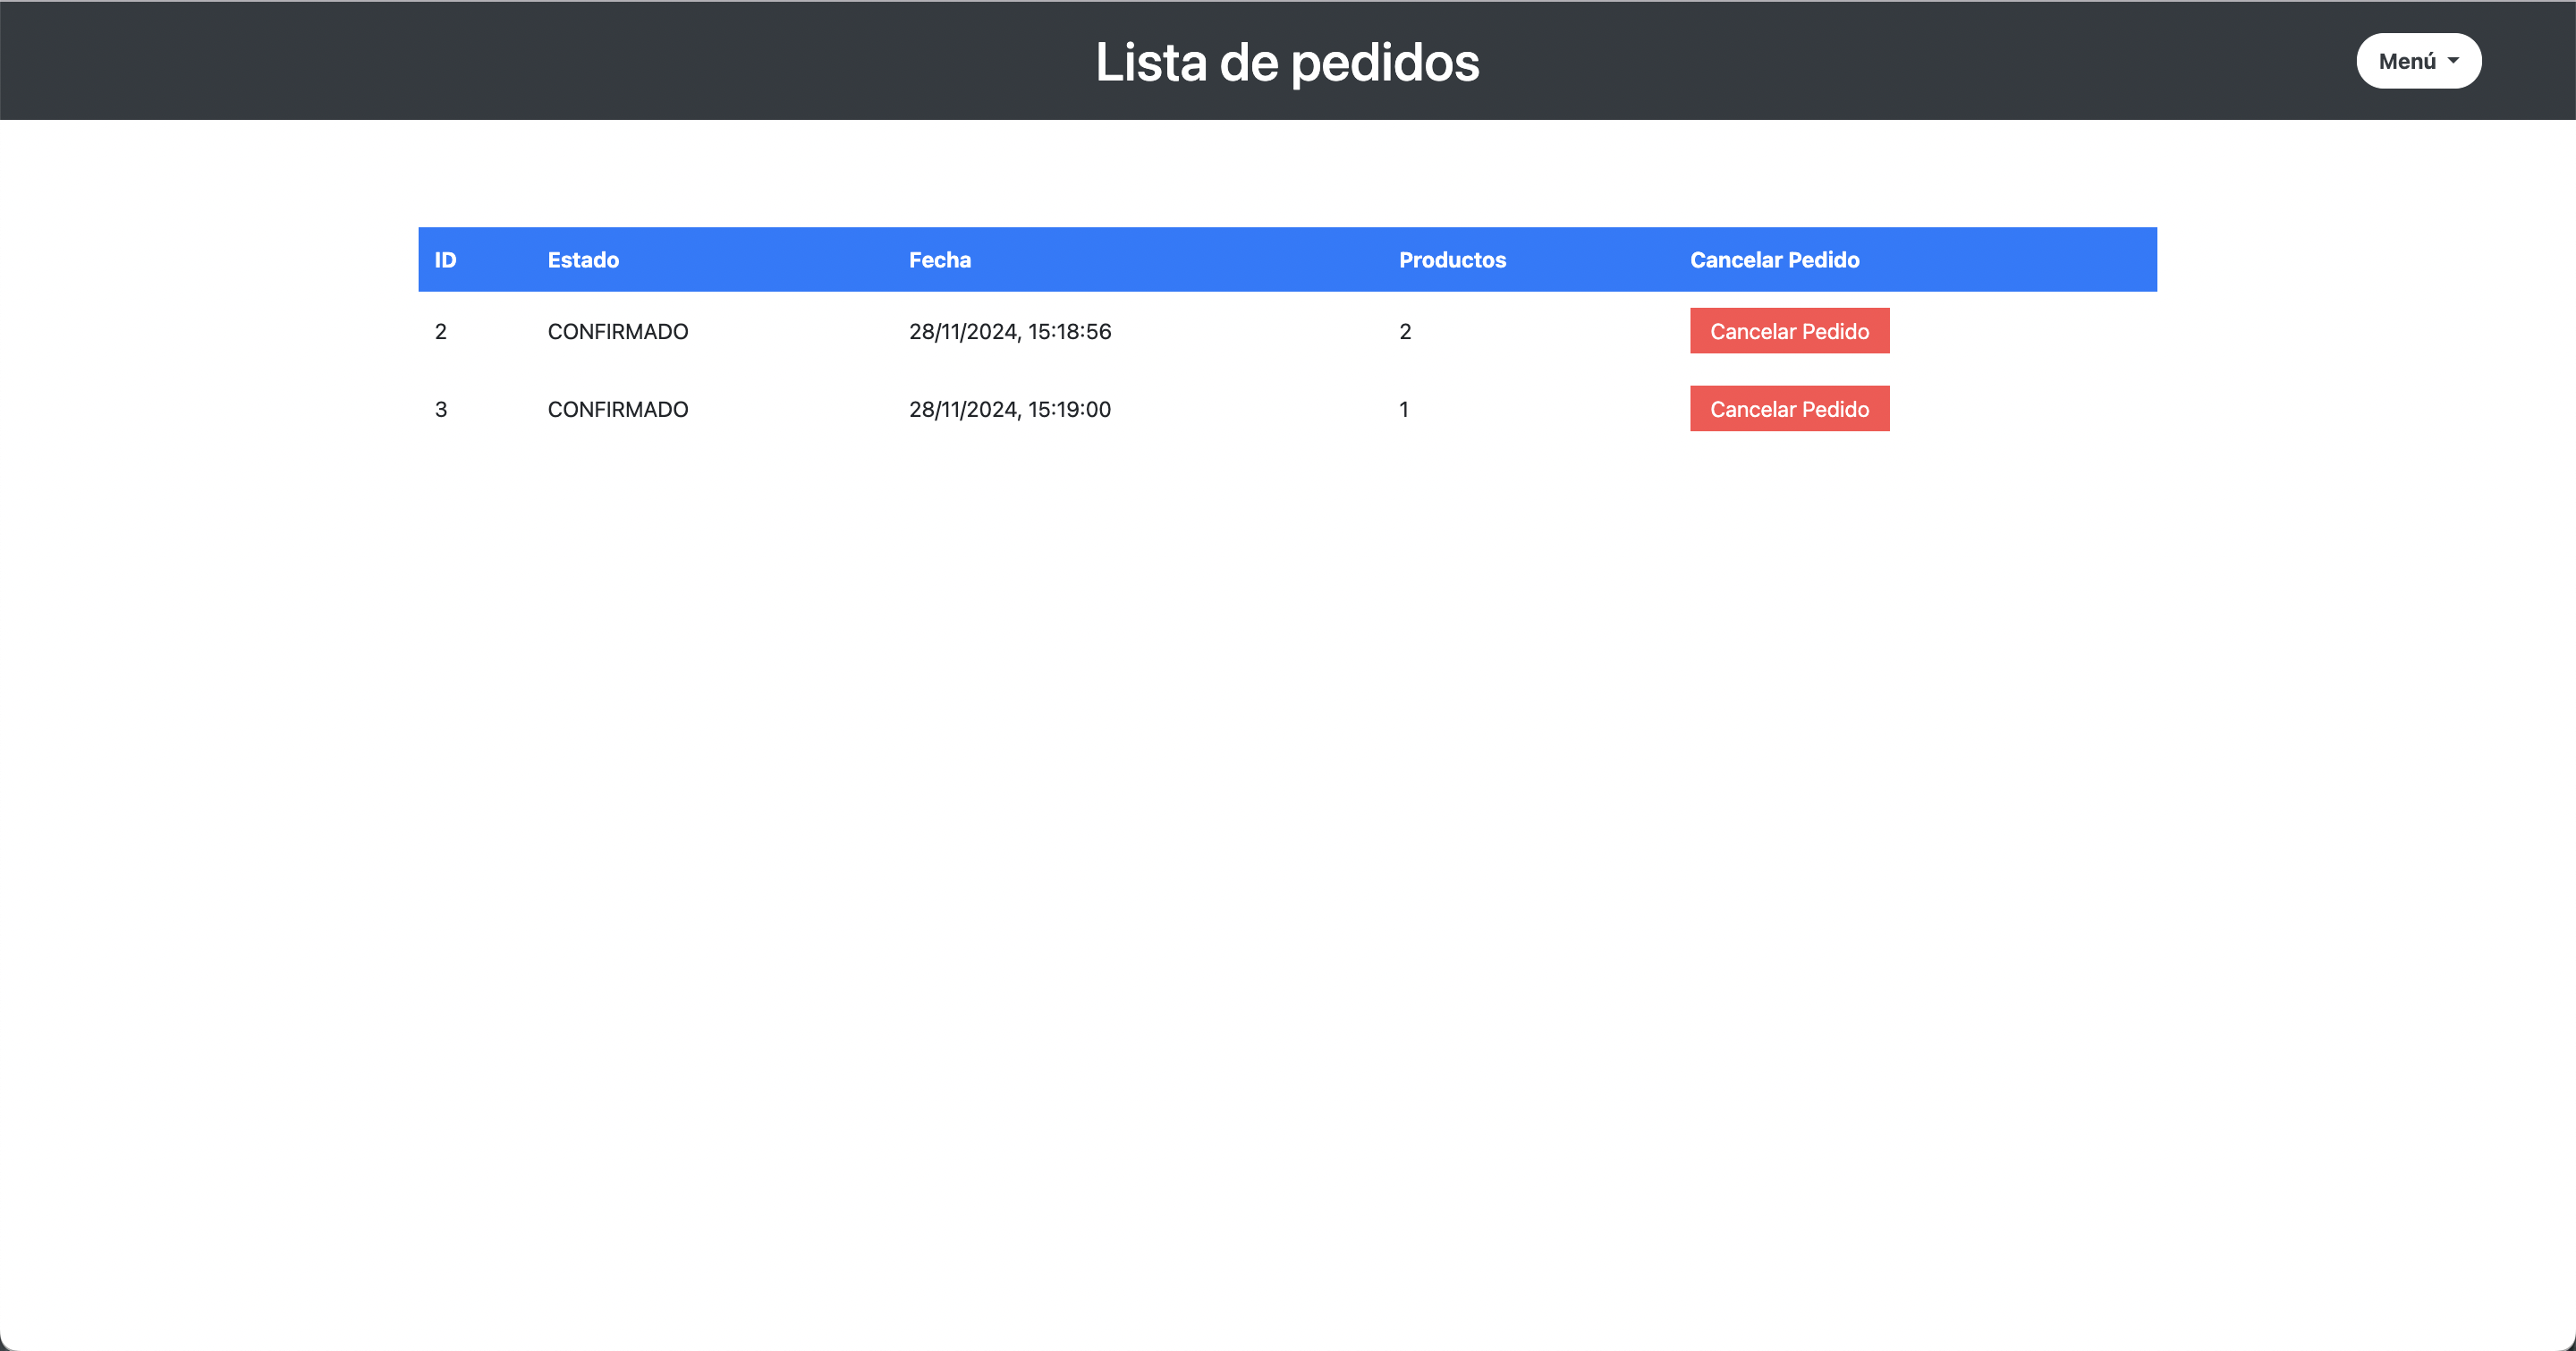 Lista de pedidos
Menú
ID Estado Fecha Productos Cancelar Pedido
2 CONFIRMADO 28/11/2024, 15:18:56 2 Cancelar Pedido
3 CONFIRMADO 28/11/2024, 15:19:00 1 Cancelar Pedido